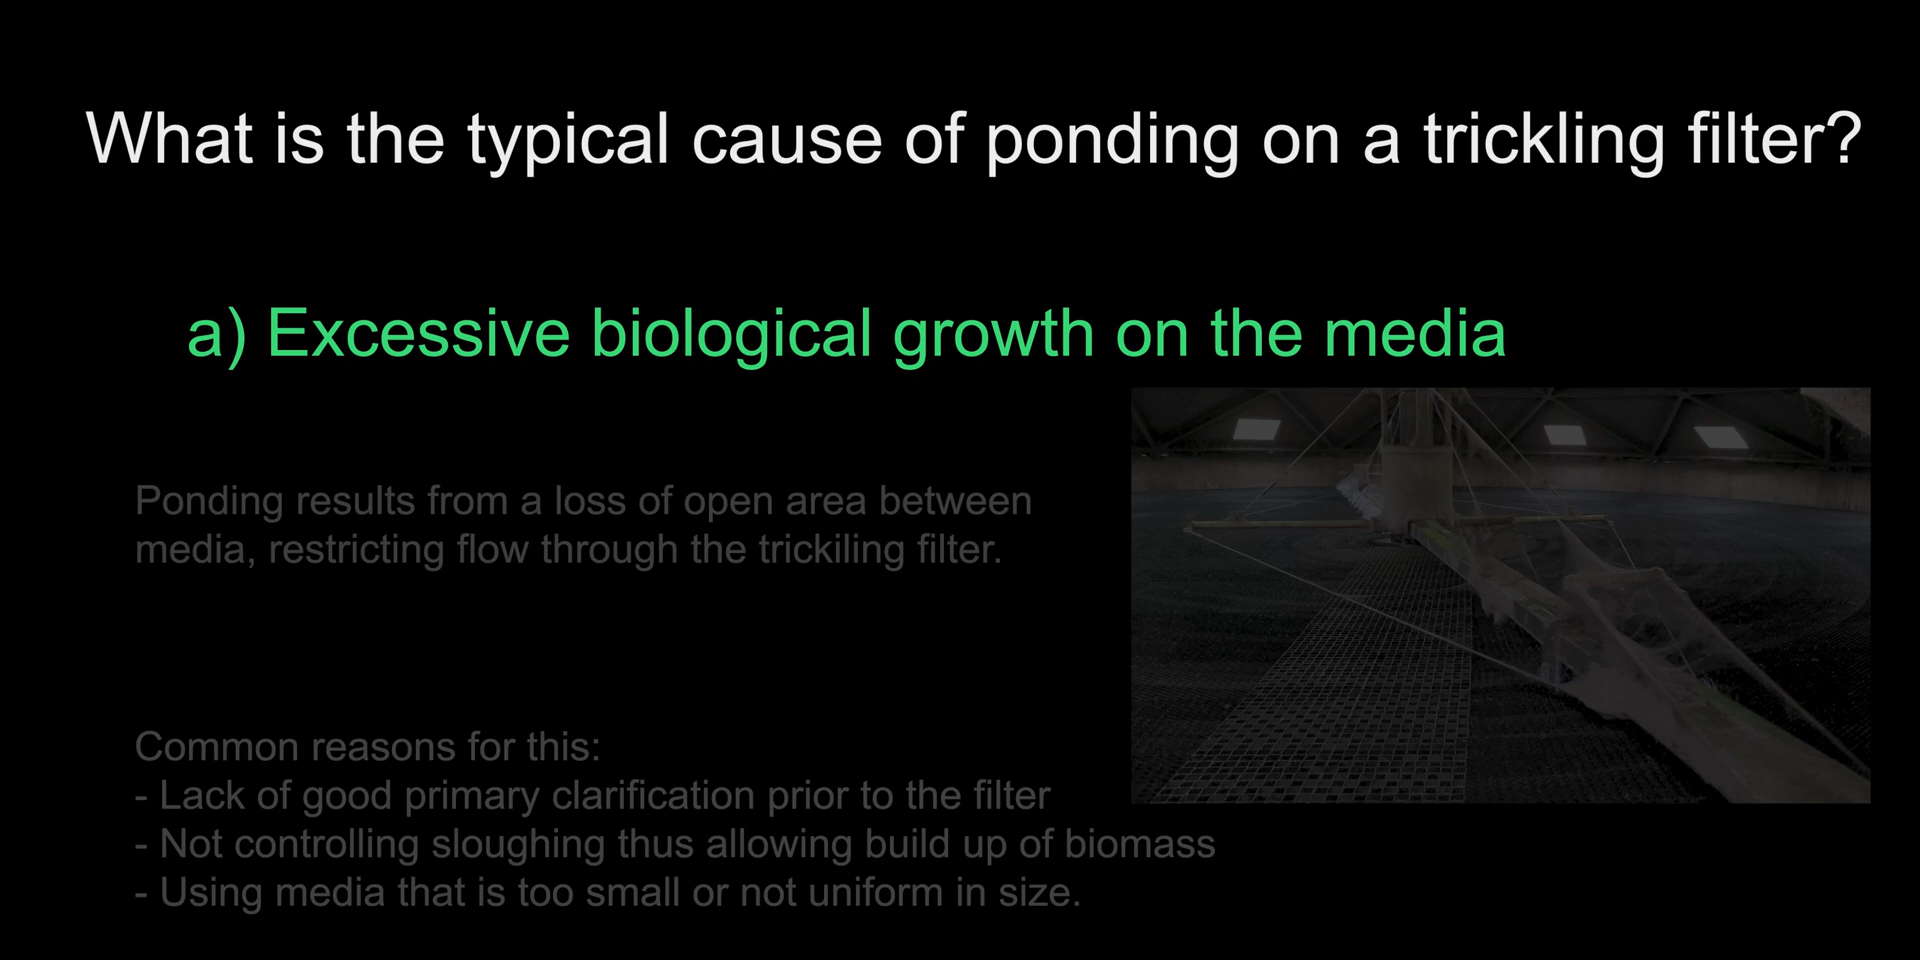 What is the typical cause of ponding on a trickling filter?
a) Excessive biological growth on the media
Ponding results from a loss of open area between
media, restricting flow through the trickiling filter.
Common reasons for this:
- Lack of good primary clarification prior to the filter
- Not controlling sloughing thus allowing build up of biomass
- Using media that is too small or not uniform in size.